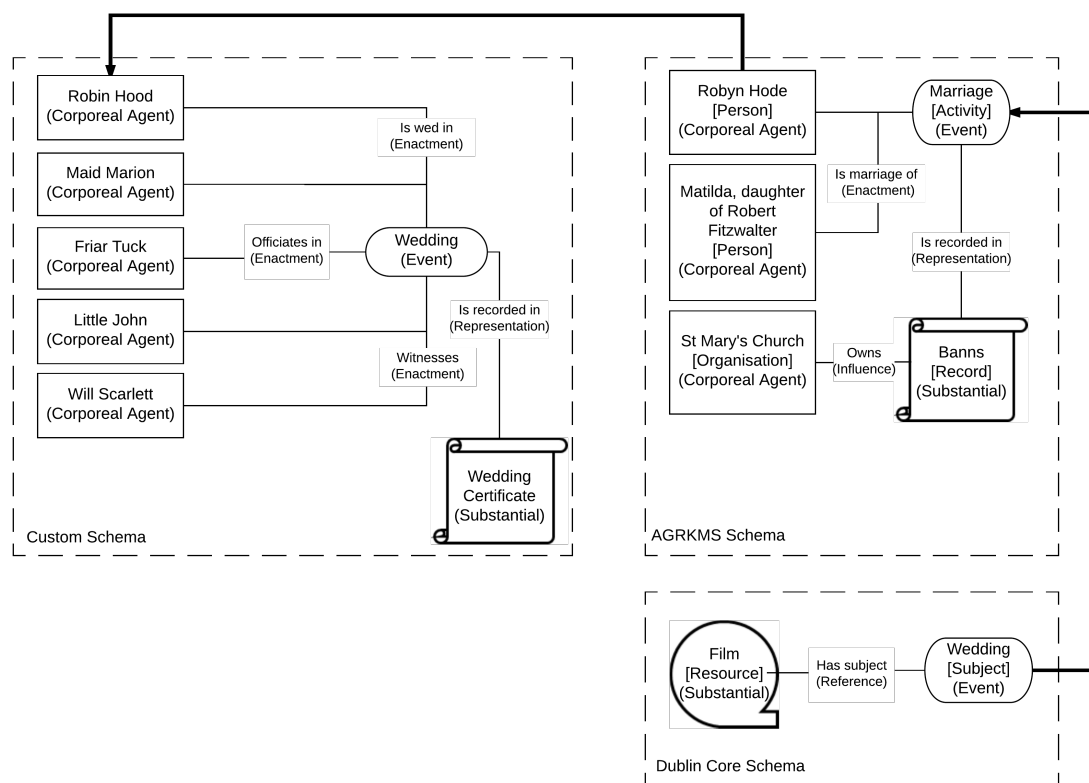 Robin Hood
(Corporeal Agent)
Is wed in
(Enactment)
Maid Marion
(Corporeal Agent)
Friar Tuck
(Corporeal Agent)
Officiates in
(Enactment)
Wedding
(Event)
Is recorded in
(Representation)
Little John
(Corporeal Agent)
Witnesses
(Enactment)
Will Scarlett
(Corporeal Agent)
Wedding
Certificate
(Substantial)
Custom Schema
Robyn Hode
[Person]
(Corporeal Agent)
Marriage
[Activity]
(Event)
Is marriage of
(Enactment)
Matilda, daughter
of Robert
Fitzwalter
[Person]
(Corporeal Agent)
Is recorded in
(Representation)
St Mary's Church
[Organisation]
(Corporeal Agent)
Owns
(Influence)
Banns
[Record]
(Substantial)
AGRKMS Schema
Film
[Resource]
(Substantial)
Has subject
(Reference)
Wedding
[Subject]
(Event)
Dublin Core Schema